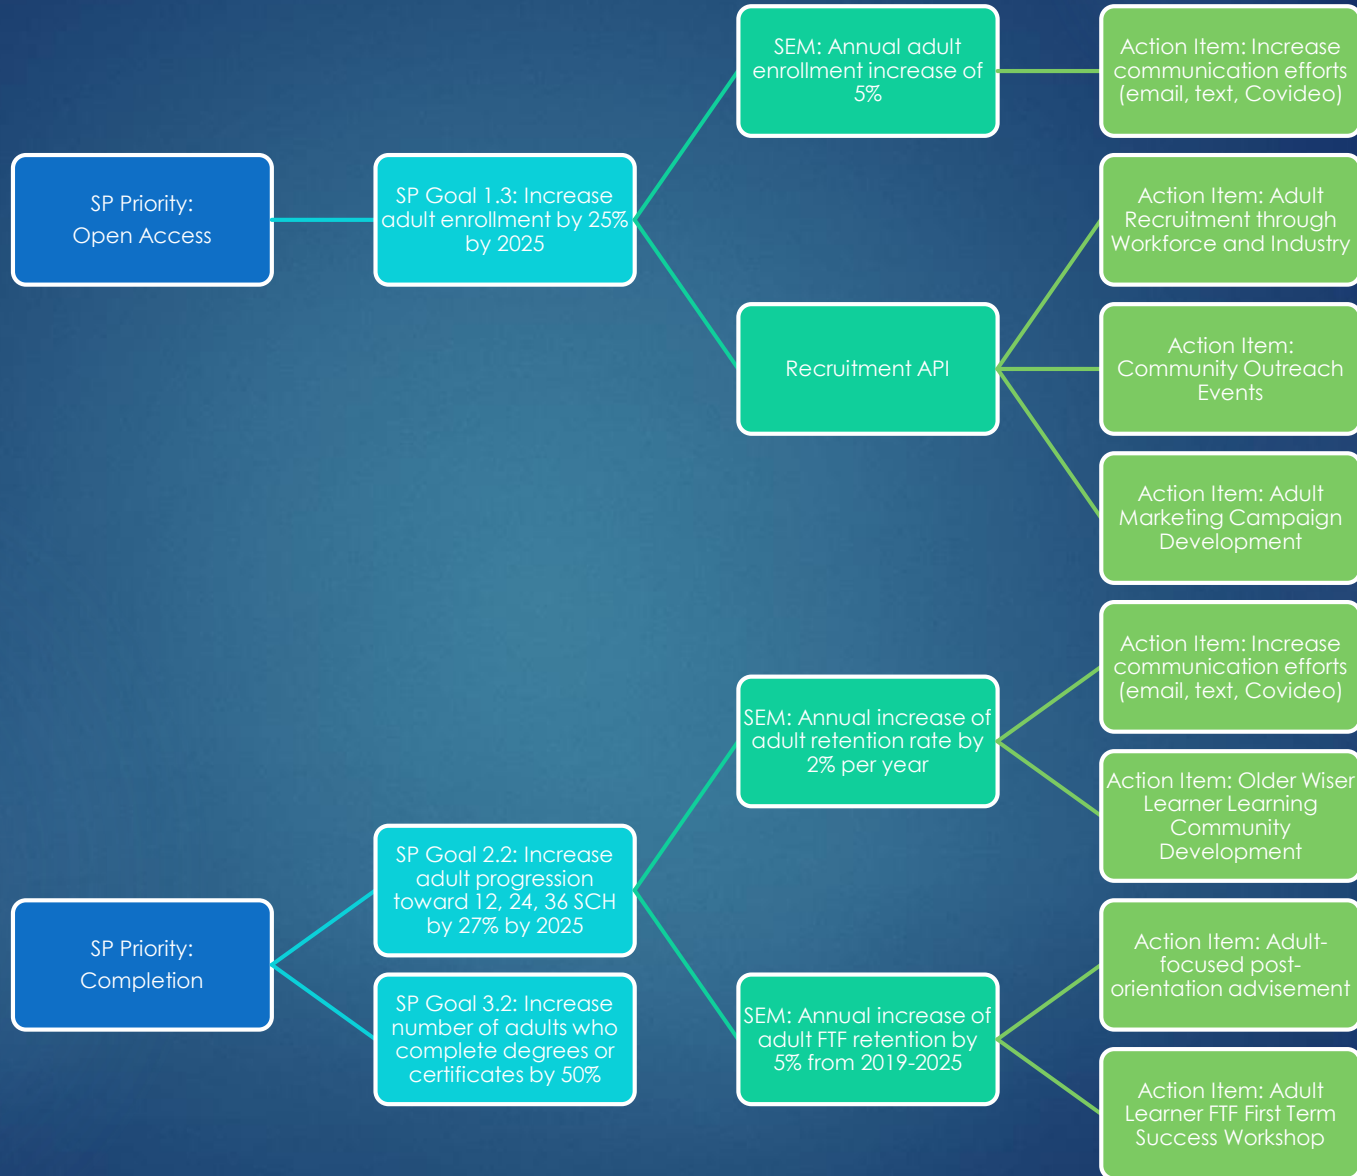 SP Priority:
Open Access
SP Goal 1.3: Increase
adult enrollment by 25%
by 2025
SEM: Annual adult
enrollment increase of
5%
Action Item: Increase
communication efforts
(email, text, Covideo)
Recruitment API
Action Item: Adult
Recruitment through
Workforce and Industry
Action Item:
Community Outreach
Events
Action Item: Adult
Marketing Campaign
Development
SP Priority:
Completion
SP Goal 2.2: Increase
adult progression
toward 12, 24, 36 SCH
by 27% by 2025
SEM: Annual increase of
adult retention rate by
2% per year
Action Item: Increase
communication efforts
(email, text, Covideo)
Action Item: Older Wiser
Learner Learning
Community
Development
SEM: Annual increase of
adult FTF retention by
5% from 2019-2025
Action Item: Adult-
focused post-
orientation advisement
Action Item: Adult
Learner FTF First Term
Success Workshop
SP Goal 3.2: Increase
number of adults who
complete degrees or
certificates by 50%